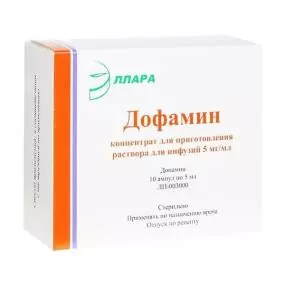 ЭЛЛАРА
Дофамин
концентрат для приготовления
раствора для инфузий 5 мг/мл
Допамин
10 ампул по 5 мл
ЛП-003000
Стерильно
Применять по назначению врача
Отпуск по рецепту